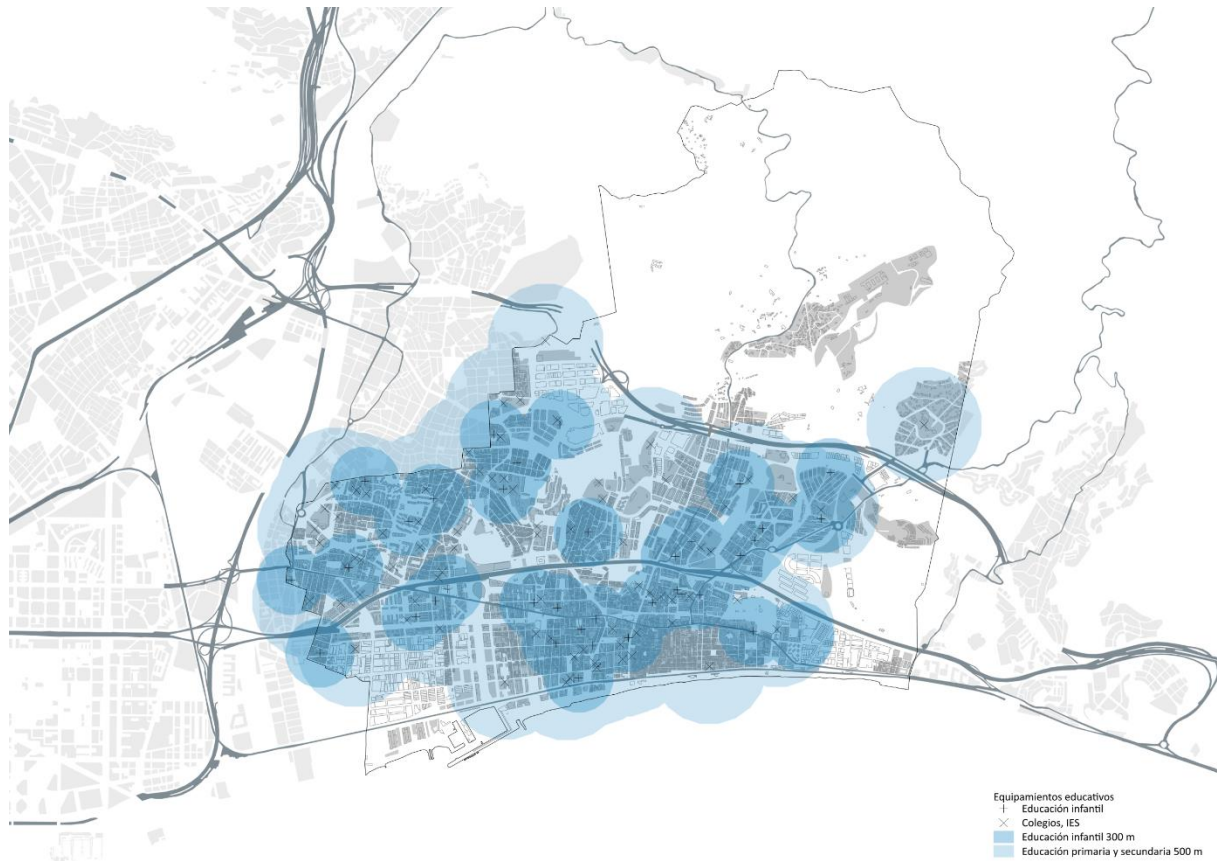 Equipamientos educativos
Educación infantil
Colegios, IES
Educación infantil 300 m
Educación primaria y secundaria 500 m